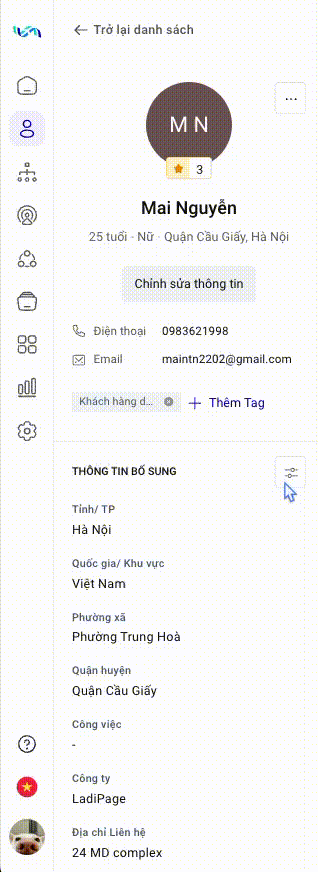 Trở lại danh sách
M N
3
Mai Nguyễn
25 tuổi - Nữ - Quận Cầu Giấy, Hà Nội
Chỉnh sửa thông tin
Điện thoại 0983621998
Email maintn2202@gmail.com
Khách hàng d... Thêm Tag
THÔNG TIN BỔ SUNG
Tỉnh/ TP
Hà Nội
Quốc gia/ Khu vực
Việt Nam
Phường xã
Phường Trung Hoà
Quận huyện
Quận Cầu Giấy
Công việc
-
Công ty
LadiPage
Địa chỉ Liên hệ
24 MD complex